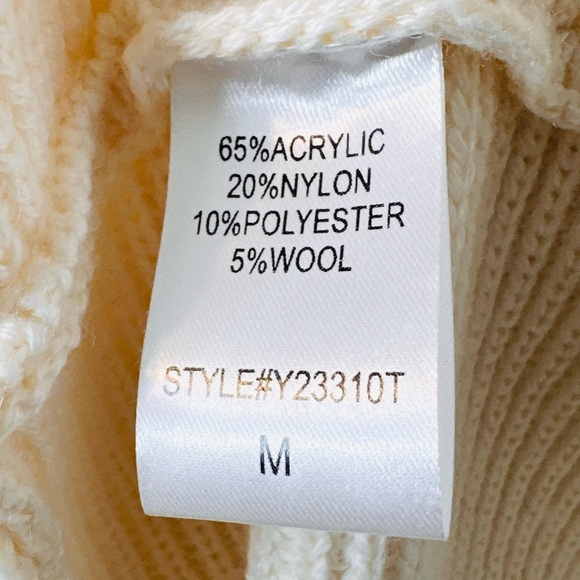 65%ACRYLIC
20%NYLON
10%POLYESTER
5%WOOL
STYLE#Y23310T
M